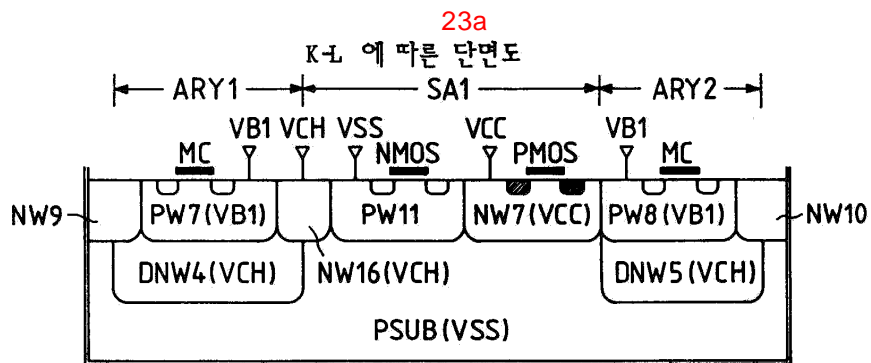 23a
K-L 에 따른 단면도
ARY1 SA1 ARY2
VB1 VCH VSS VCC VB1
MC NMOS PMOS MC
NW9 PW7(VB1) PW11 NW7(VCC) PW8(VB1) NW10
DNW4(VCH) NW16(VCH) DNW5(VCH)
PSUB(VSS)